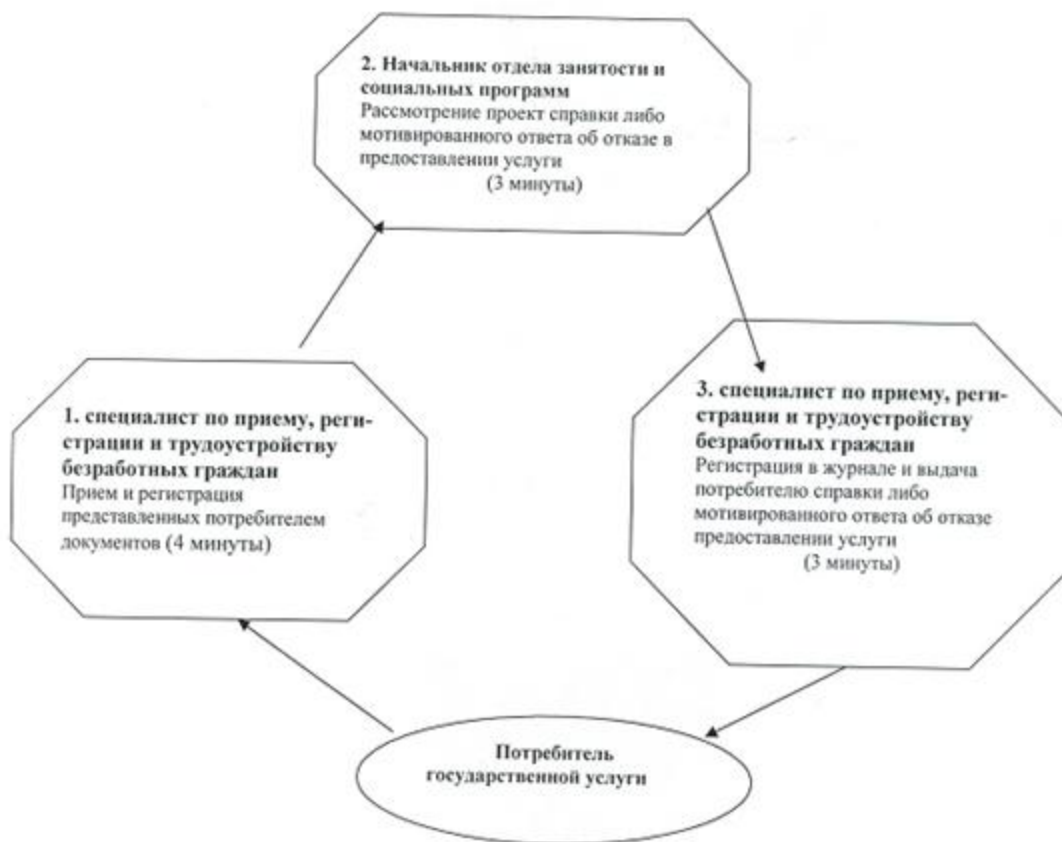 2. Начальник отдела занятости и
социальных программ
Рассмотрение проект справки либо
мотивированного ответа об отказе в
предоставлении услуги
(3 минуты)
1. специалист по приему, реги-
страции и трудоустройству
безработных граждан
Прием и регистрация
представленных потребителем
документов (4 минуты)
3. специалист по приему, реги-
страции и трудоустройству
безработных граждан
Регистрация в журнале и выдача
потребителю справки либо
мотивированного ответа об отказе
предоставлении услуги
(3 минуты)
Потребитель
государственной услуги